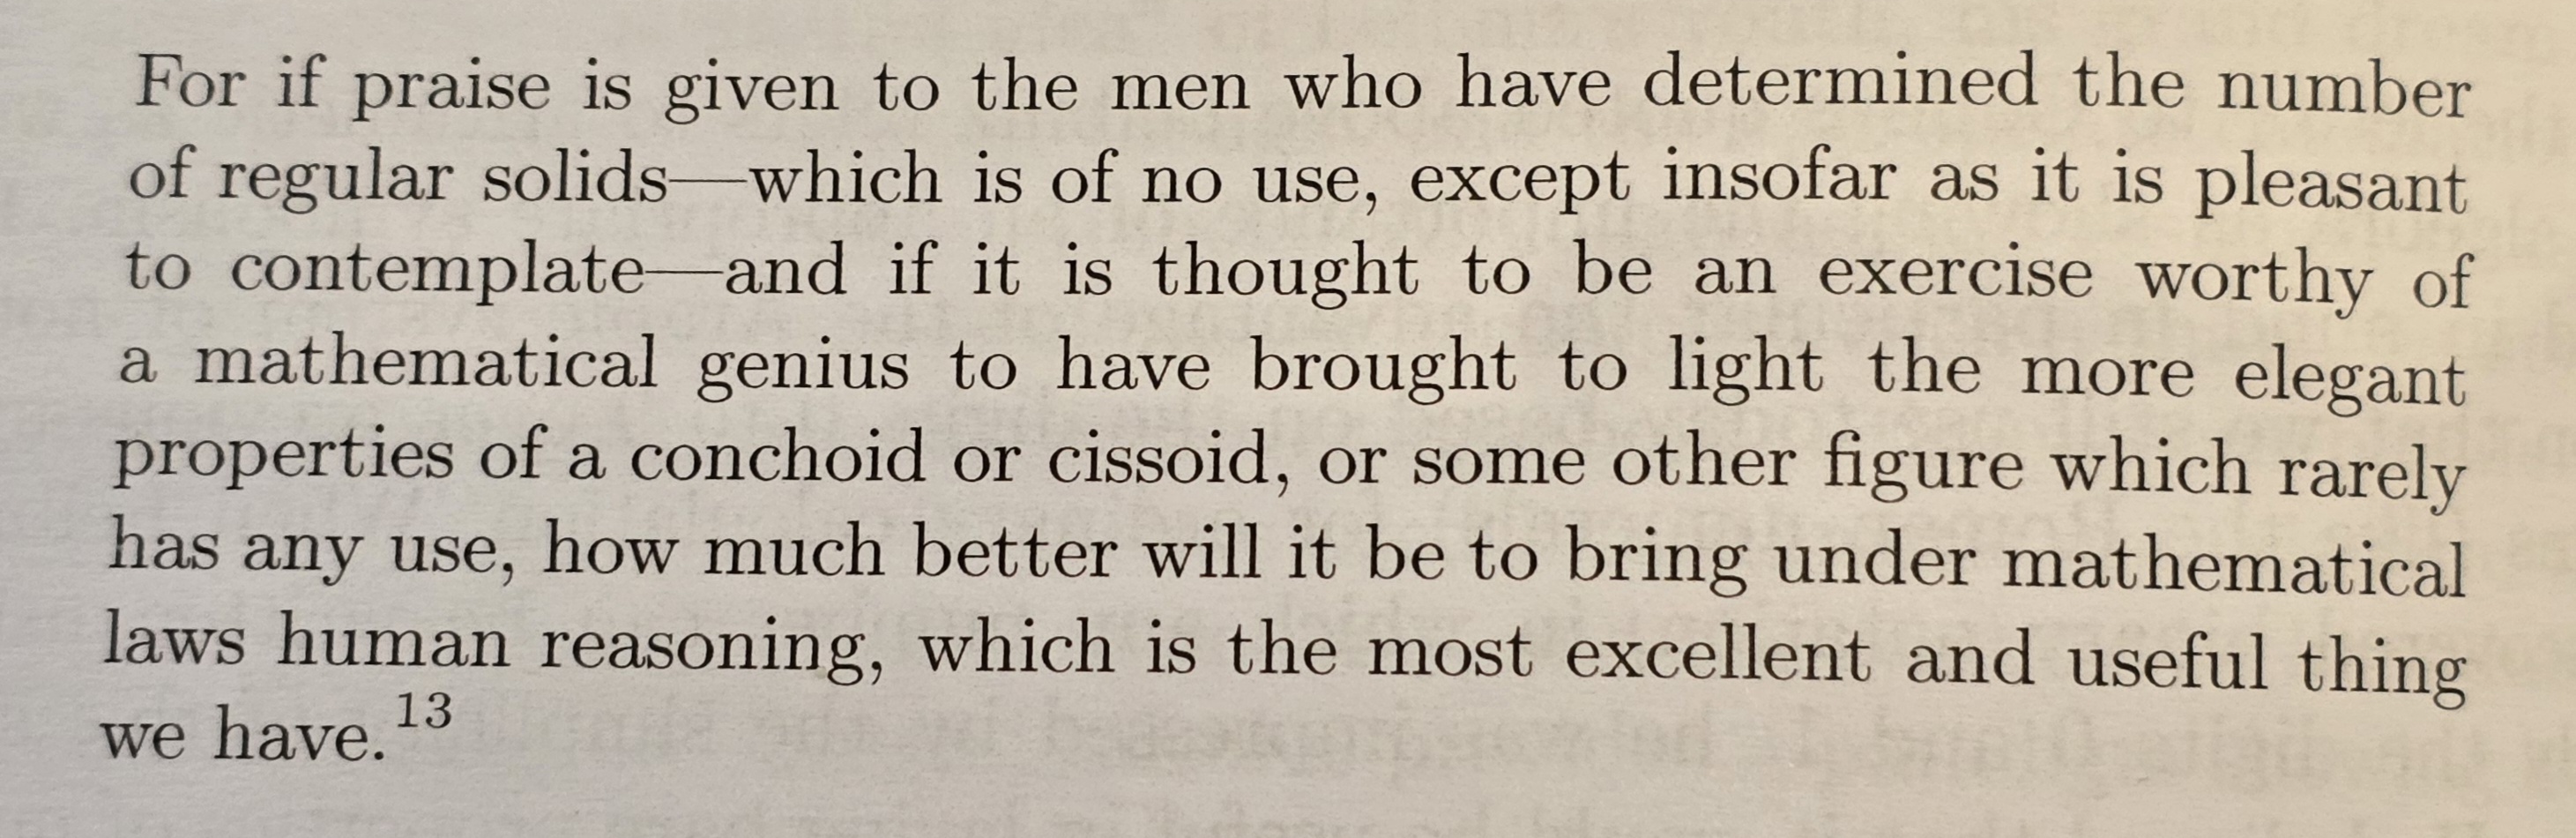 For if praise is given to the men who have determined the number
of regular solids—which is of no use, except insofar as it is pleasant
to contemplate—and if it is thought to be an exercise worthy of
a mathematical genius to have brought to light the more elegant
properties of a conchoid or cissoid, or some other figure which rarely
has any use, how much better will it be to bring under mathematical
laws human reasoning, which is the most excellent and useful thing
we have.13